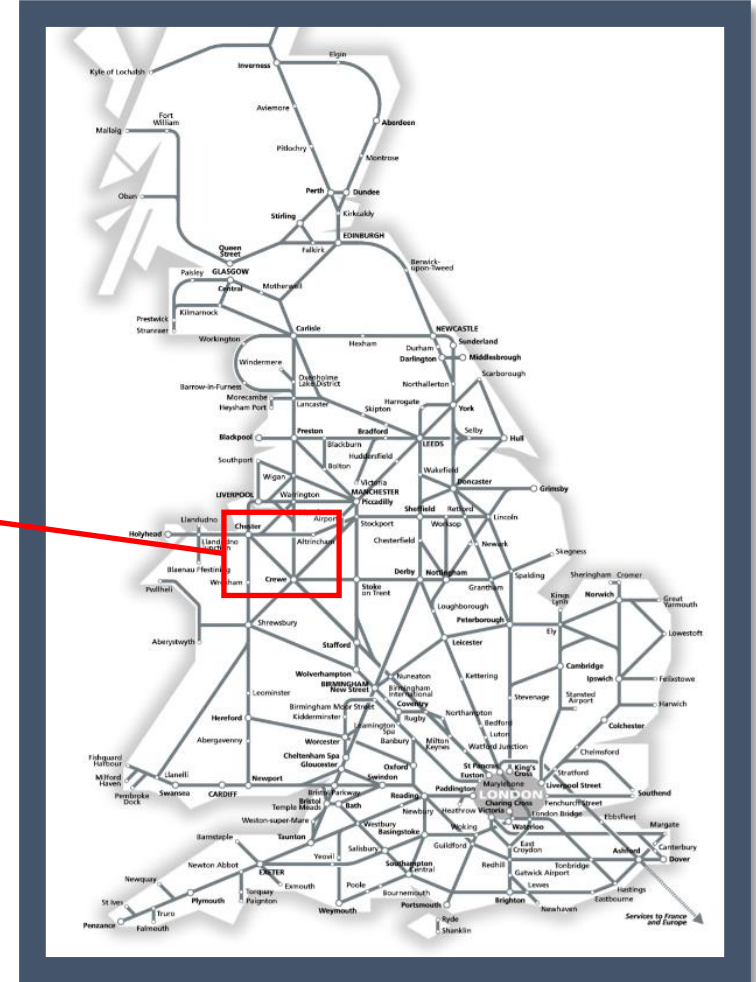 Elgin
Inverness
Kyle of Lochalsh
Aviemore
Fort
William
Aberdeen
Mallaig
Pitlochry
Montrose
Perth
Dundee
Oban
Kirkcaldy
Stirling
EDINBURGH
Queen
Street
Falkirk
Berwick-
upon-Tweed
Paisley
GLASGOW
Central
Motherwell
Kilmarnock
Prestwick
Stranraer
Carlisle
NEWCASTLE
Workington
Hexham
Sunderland
Durham
Darlington
Middlesbrough
Windermere
Scarborough
Oxenholme
Lake District
Northallerton
Barrow-in-Furness
Morecambe
Heysham Port
Lancaster
Harrogate
York
Skipton
Blackpool
Preston
Bradford
Selby
Hull
Blackburn
LEEDS
Huddersfield
Southport
Bolton
Wakefield
Wigan
Victoria
Doncaster
Grimsby
LIVERPOOL
Warrington
MANCHESTER
Piccadilly
Sheffield
Retford
Llandudno
Airport
Stockport
Worksop
Lincoln
Holyhead
Chester
Llandudno
Junction
Altrincham
Chesterfield
Newark
Skegness
Blaenau Ffestiniog
Wrexham
Crewe
Stoke
on Trent
Derby
Nottingham
Grantham
Spalding
Sheringham
Cromer
Pwllheli
Kings
Lynn
Norwich
Great
Yarmouth
Loughborough
Shrewsbury
Peterborough
Aberystwyth
Stafford
Leicester
Ely
Lowestoft
Wolverhampton
Nuneaton
Kettering
Cambridge
BIRMINGHAM
New Street
Birmingham
International
Ipswich
Felixstowe
Leominster
Coventry
Stevenage
Stansted
Airport
Birmingham Moor Street
Kidderminster
Rugby
Northampton
Harwich
Hereford
Leamington
Spa
Bedford
Colchester
Abergavenny
Worcester
Banbury
Milton
Keynes
Luton
Watford Junction
Chelmsford
Cheltenham Spa
Gloucester
Oxford
St Pancras
Euston
King's
Cross
Stratford
Fishguard
Harbour
Milford
Haven
Llanelli
Newport
Swindon
Paddington
Marylebone
Liverpool Street
Pembroke
Dock
Swansea
CARDIFF
Bristol Parkway
Reading
LONDON
Southend
Bristol
Temple Meads
Bath
Newbury
Heathrow
Victoria
Charing Cross
Fenchurch Street
Weston-super-Mare
London Bridge
Ebbsfleet
Westbury
Basingstoke
Woking
Waterloo
Margate
Barnstaple
Taunton
Salisbury
Guildford
East
Croydon
Canterbury
Yeovil
Southampton
Central
Redhill
Tonbridge
Ashford
Dover
Newton Abbot
EXETER
Gatwick Airport
Newquay
Exmouth
Poole
Bournemouth
Lewes
Hastings
St Ives
Plymouth
Torquay
Paignton
Weymouth
Portsmouth
Brighton
Newhaven
Eastbourne
Truro
Penzance
Falmouth
Ryde
Shanklin
Services to France
and Europe